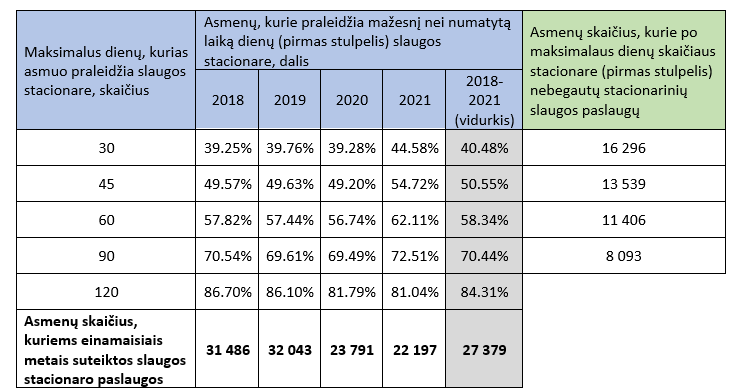 Maksimalus dienų, kurias
asmuo praleidžia slaugos
stacionare, skaičius
Asmenų, kurie praleidžia mažesnį nei numatytą
laiką dienų (pirmas stulpelis) slaugos
stacionare, dalis
Asmenų skaičius, kurie po
maksimalaus dienų skaičiaus
stacionare (pirmas stulpelis)
nebegautų stacionarinių
slaugos paslaugų
2018 2019 2020 2021 2018-
2021
(vidurkis)
30 39.25% 39.76% 39.28% 44.58% 40.48% 16 296
45 49.57% 49.63% 49.20% 54.72% 50.55% 13 539
60 57.82% 57.44% 56.74% 62.11% 58.34% 11 406
90 70.54% 69.61% 69.49% 72.51% 70.44% 8 093
120 86.70% 86.10% 81.79% 81.04% 84.31%
Asmenų skaičius,
kuriems einamaisiais
metais suteiktos slaugos
stacionaro paslaugos
31 486 32 043 23 791 22 197 27 379